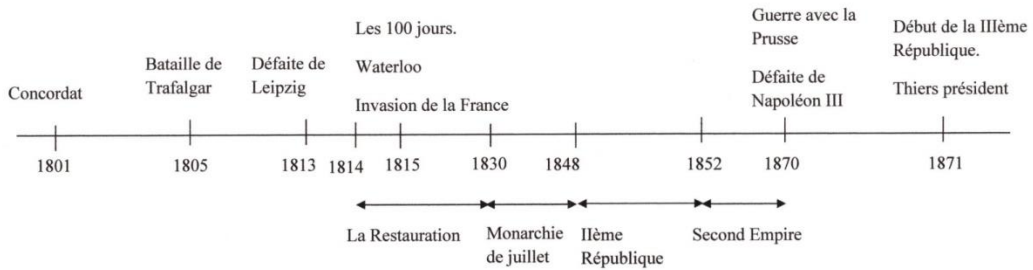 Concordat
Bataille de
Trafalgar
Défaite de
Leipzig
Les 100 jours.
Waterloo
Invasion de la France
Guerre avec la
Prusse
Défaite de
Napoléon III
Début de la IIIème
République.
Thiers président
1801
1805
1813
1814
1815
1830
1848
1852
1870
1871
La Restauration
Monarchie
de juillet
IIème
République
Second Empire